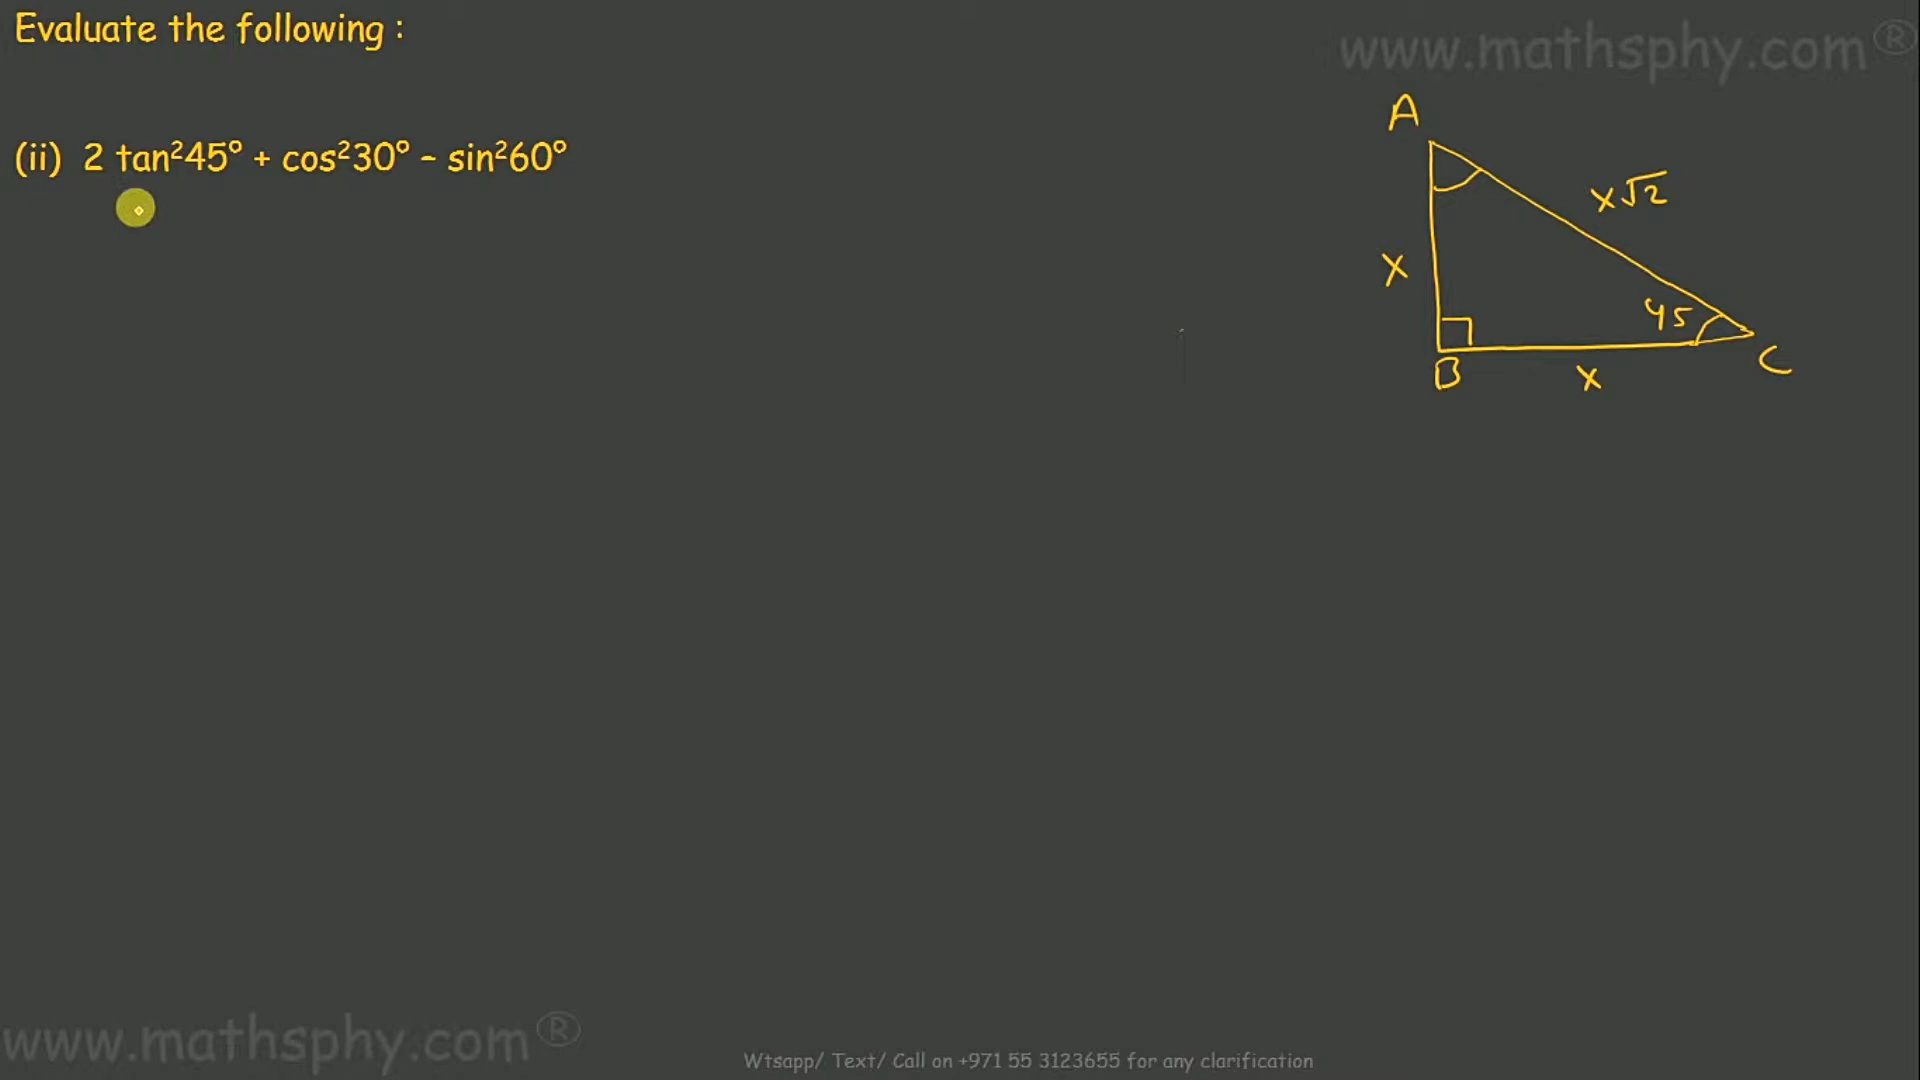 Evaluate the following :
www.mathsphy.com®
(ii) 2 tan²45° + cos²30° – sin²60°
A
x√2
x
45
B
x
C
www.mathsphy.com®
Wtsapp/ Text/ Call on +971 55 3123655 for any clarification